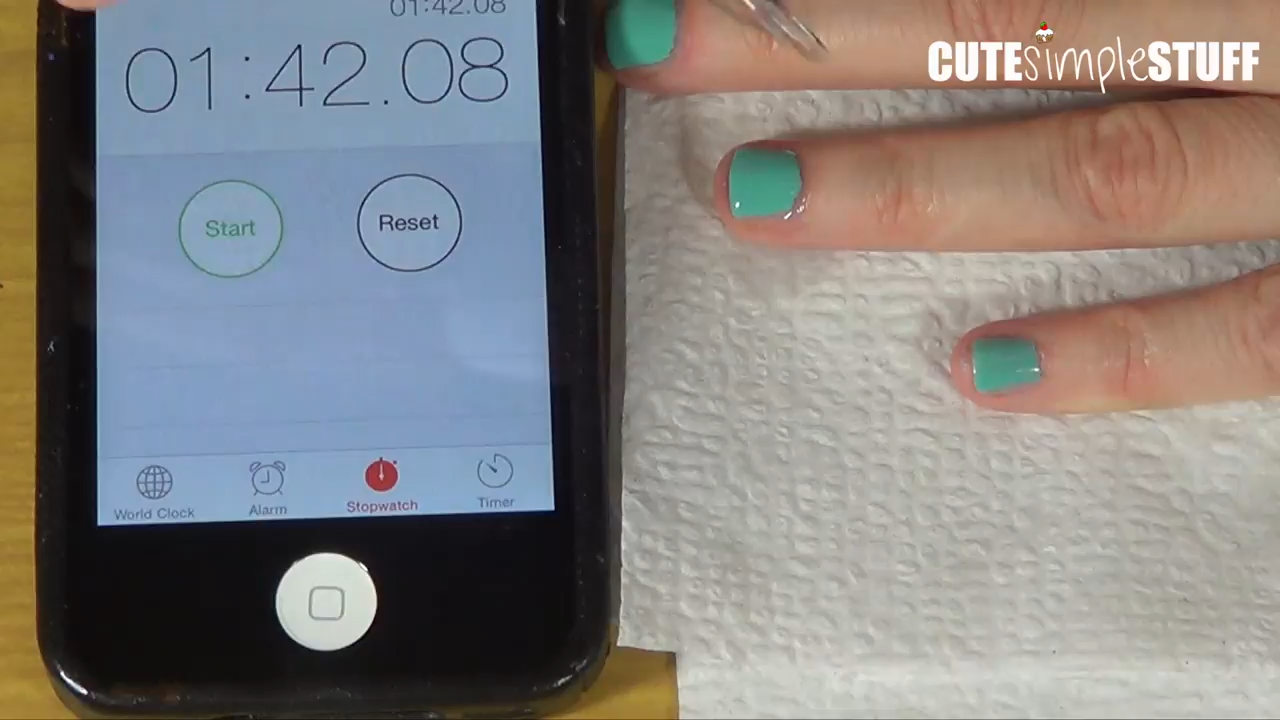 01:42.08
01:42.08
CUTEsimpleSTUFF
Start
Reset
World Clock
Alarm
Stopwatch
Timer